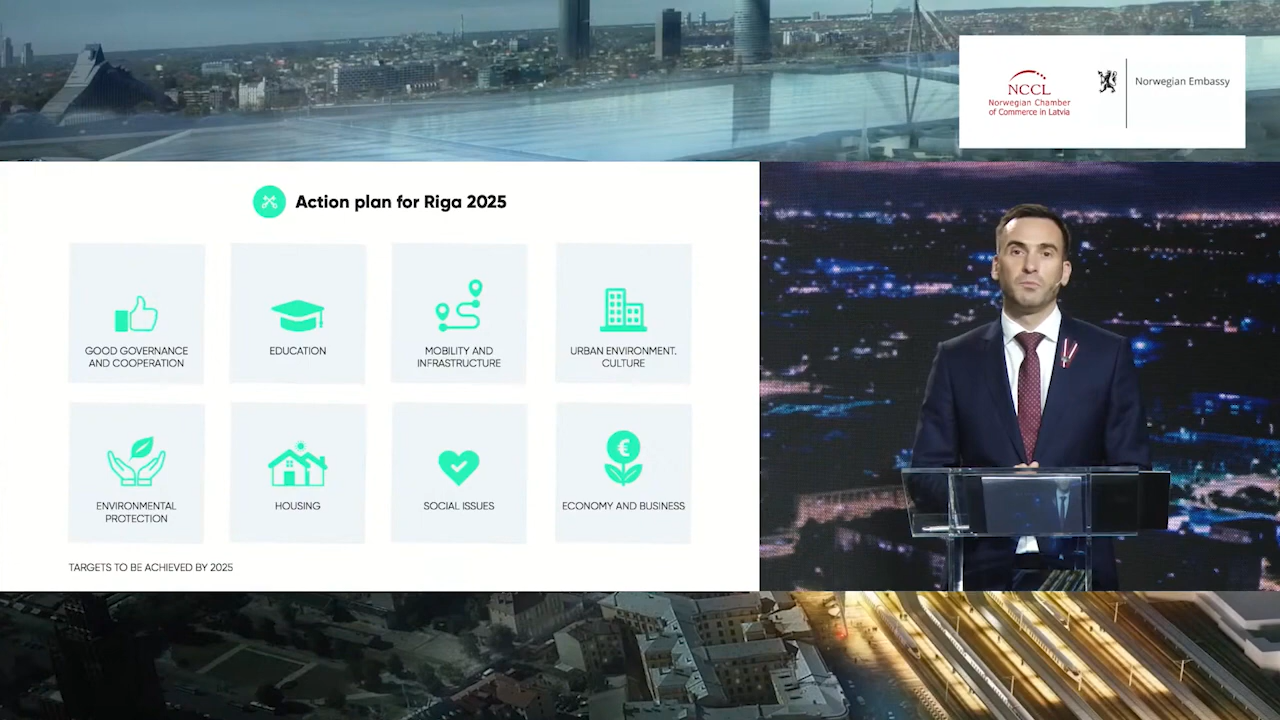 NCCL
Norwegian Chamber
of Commerce in Latvia
Norwegian Embassy
Action plan for Riga 2025
GOOD GOVERNANCE
AND COOPERATION
EDUCATION
MOBILITY AND
INFRASTRUCTURE
URBAN ENVIRONMENT.
CULTURE
ENVIRONMENTAL
PROTECTION
HOUSING
SOCIAL ISSUES
ECONOMY AND BUSINESS
TARGETS TO BE ACHIEVED BY 2025